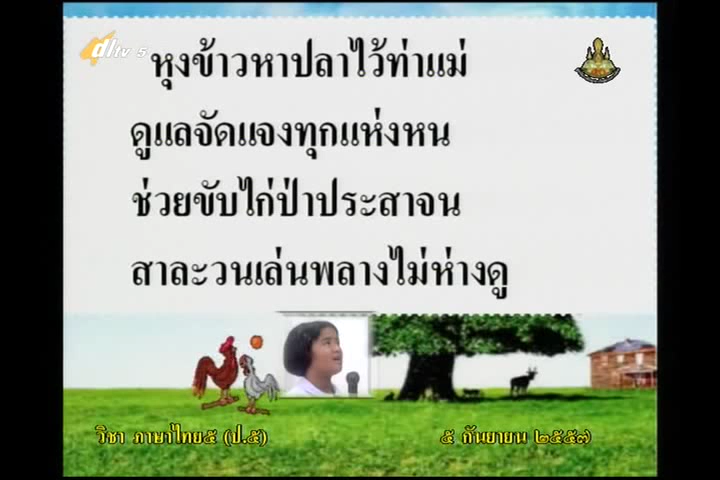 dltv 5
หุงข้าวหาปลาไว้ท่าแม่
ดูแลจัดแจงทุกแห่งหน
ช่วยขับไก่ป่าประสาจน
สาละวนเล่นพลางไม่ห่างดู
วิชา ภาษาไทย๕ (ป.๕)
๕ กันยายน ๒๕๕๗